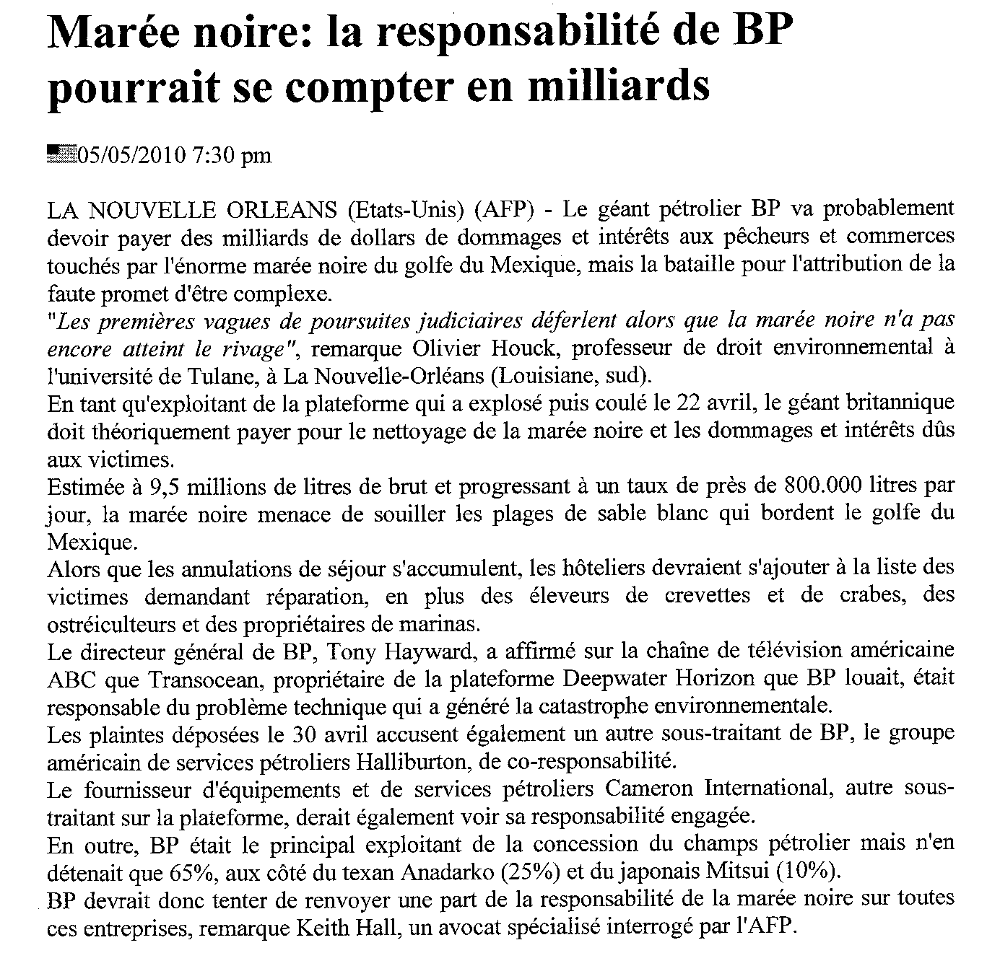 Marée noire: la responsabilité de BP
pourrait se compter en milliards
05/05/2010 7:30 pm
LA NOUVELLE ORLEANS (Etats-Unis) (AFP) - Le géant pétrolier BP va probablement
devoir payer des milliards de dollars de dommages et intérêts aux pêcheurs et commerces
touchés par l'énorme marée noire du golfe du Mexique, mais la bataille pour l'attribution de la
faute promet d'être complexe.
"Les premières vagues de poursuites judiciaires déferlent alors que la marée noire n'a pas
encore atteint le rivage", remarque Olivier Houck, professeur de droit environnemental à
l'université de Tulane, à La Nouvelle-Orléans (Louisiane, sud).
En tant qu'exploitant de la plateforme qui a explosé puis coulé le 22 avril, le géant britannique
doit théoriquement payer pour le nettoyage de la marée noire et les dommages et intérêts dûs
aux victimes.
Estimée à 9,5 millions de litres de brut et progressant à un taux de près de 800.000 litres par
jour, la marée noire menace de souiller les plages de sable blanc qui bordent le golfe du
Mexique.
Alors que les annulations de séjour s'accumulent, les hôteliers devraient s'ajouter à la liste des
victimes demandant réparation, en plus des éleveurs de crevettes et de crabes, des
ostréiculteurs et des propriétaires de marinas.
Le directeur général de BP, Tony Hayward, a affirmé sur la chaîne de télévision américaine
ABC que Transocean, propriétaire de la plateforme Deepwater Horizon que BP louait, était
responsable du problème technique qui a généré la catastrophe environnementale.
Les plaintes déposées le 30 avril accusent également un autre sous-traitant de BP, le groupe
américain de services pétroliers Halliburton, de co-responsabilité.
Le fournisseur d'équipements et de services pétroliers Cameron International, autre sous-
traitant sur la plateforme, derait également voir sa responsabilité engagée.
En outre, BP était le principal exploitant de la concession du champs pétrolier mais n'en
détenait que 65%, aux côté du texan Anadarko (25%) et du japonais Mitsui (10%).
BP devrait donc tenter de renvoyer une part de la responsabilité de la marée noire sur toutes
ces entreprises, remarque Keith Hall, un avocat spécialisé interrogé par l'AFP.